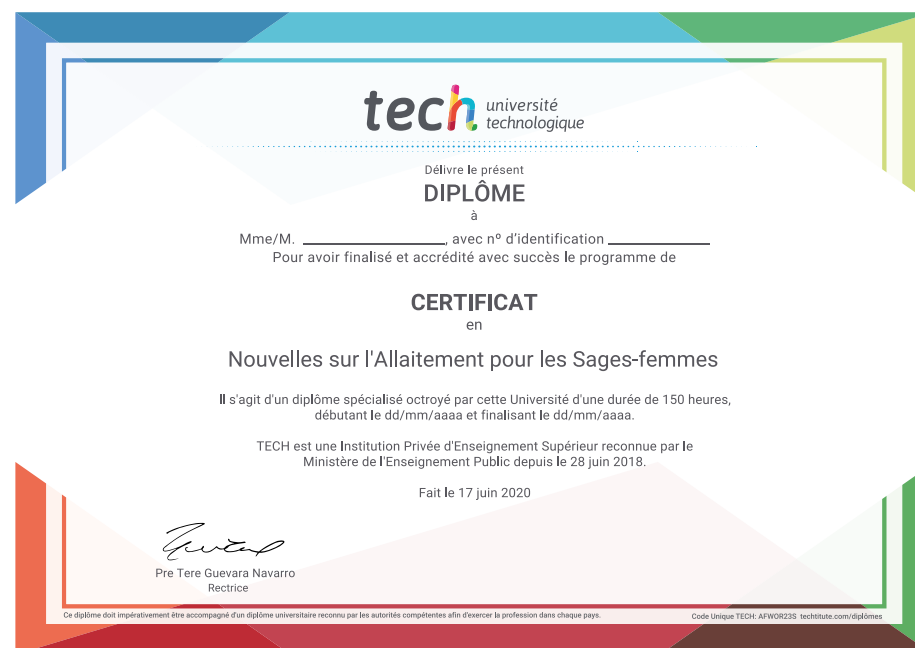 tech université
technologique
Délivre le présent
DIPLÔME
à
Mme/M. ____________________, avec nº d'identification ______________
Pour avoir finalisé et accrédité avec succès le programme de
CERTIFICAT
en
Nouvelles sur l'Allaitement pour les Sages-femmes
Il s'agit d'un diplôme spécialisé octroyé par cette Université d'une durée de 150 heures,
débutant le dd/mm/aaaa et finalisant le dd/mm/aaaa.
TECH est une Institution Privée d'Enseignement Supérieur reconnue par le
Ministère de l'Enseignement Public depuis le 28 juin 2018.
Fait le 17 juin 2020
Pre Tere Guevara Navarro
Rectrice
Ce diplôme doit impérativement être accompagné d'un diplôme universitaire reconnu par les autorités compétentes afin d'exercer la profession dans chaque pays.
Code Unique TECH: AFWOR23S techtitute.com/diplômes